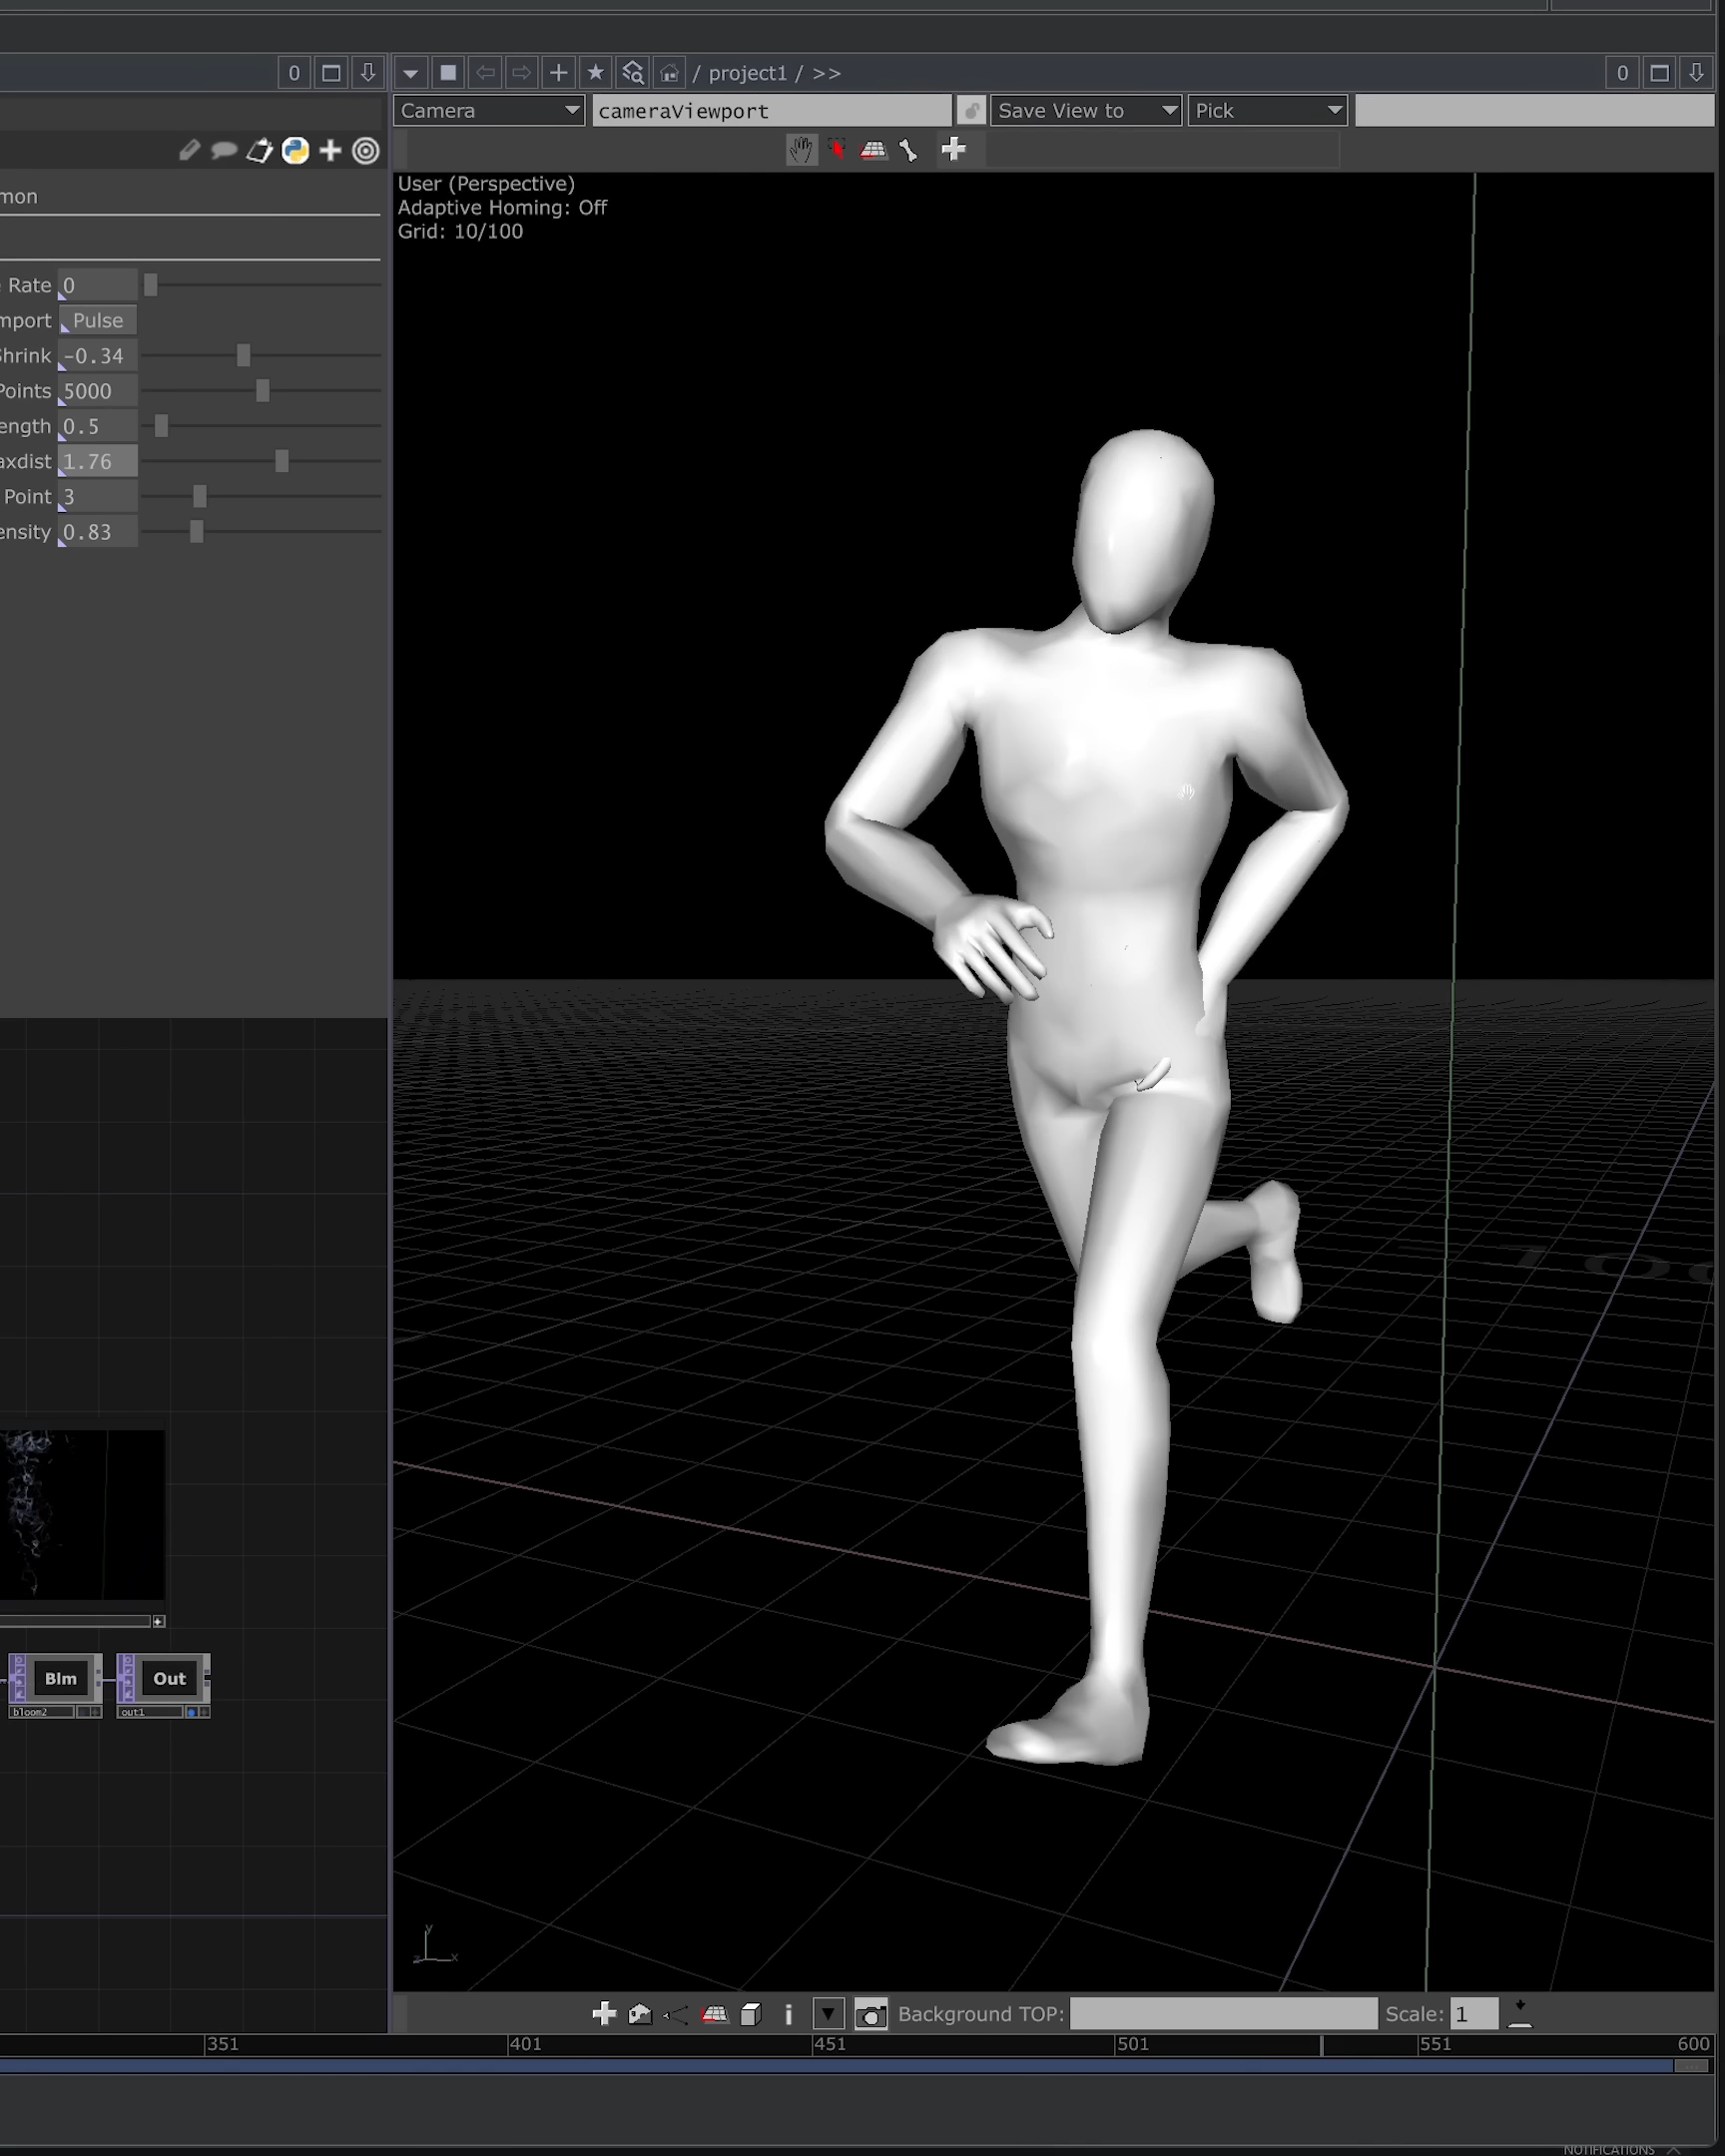 0
/ project1 / >>
0
Camera
cameraViewport
Save View to
Pick
mon
User (Perspective)
Adaptive Homing: Off
Grid: 10/100
Rate 0
mport Pulse
Shrink -0.34
Points 5000
ength 0.5
axdist 1.76
Point 3
ensity 0.83
100
Blm
Out
bloom2
out1
y
z x
i Background TOP: Scale: 1
351 401 451 501 551 600
...
NOTIFICATIONS